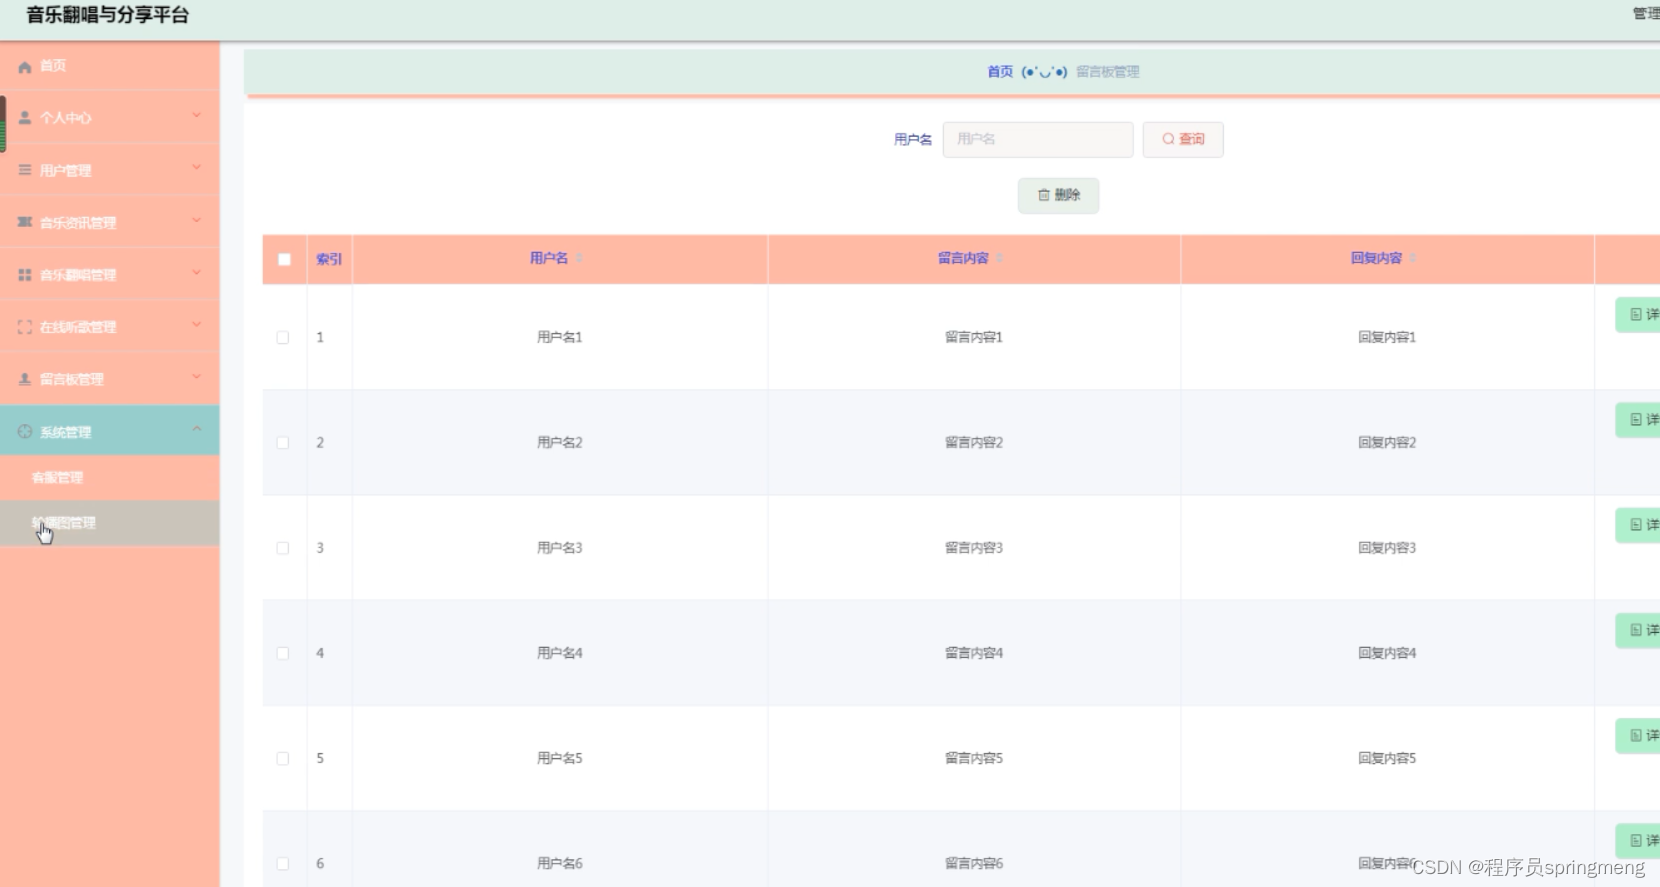 音乐翻唱与分享平台
管理
首页
个人中心
用户管理
音乐资讯管理
音乐翻唱管理
在线听歌管理
留言板管理
系统管理
客服管理
轮播图管理
首页 (●'◡'●) 留言板管理
用户名 用户名 查询
删除
索引 用户名 留言内容 回复内容
1 用户名1 留言内容1 回复内容1 详
2 用户名2 留言内容2 回复内容2 详
3 用户名3 留言内容3 回复内容3 详
4 用户名4 留言内容4 回复内容4 详
5 用户名5 留言内容5 回复内容5 详
6 用户名6 留言内容6 回复内容6 详
CSDN @程序员springmeng